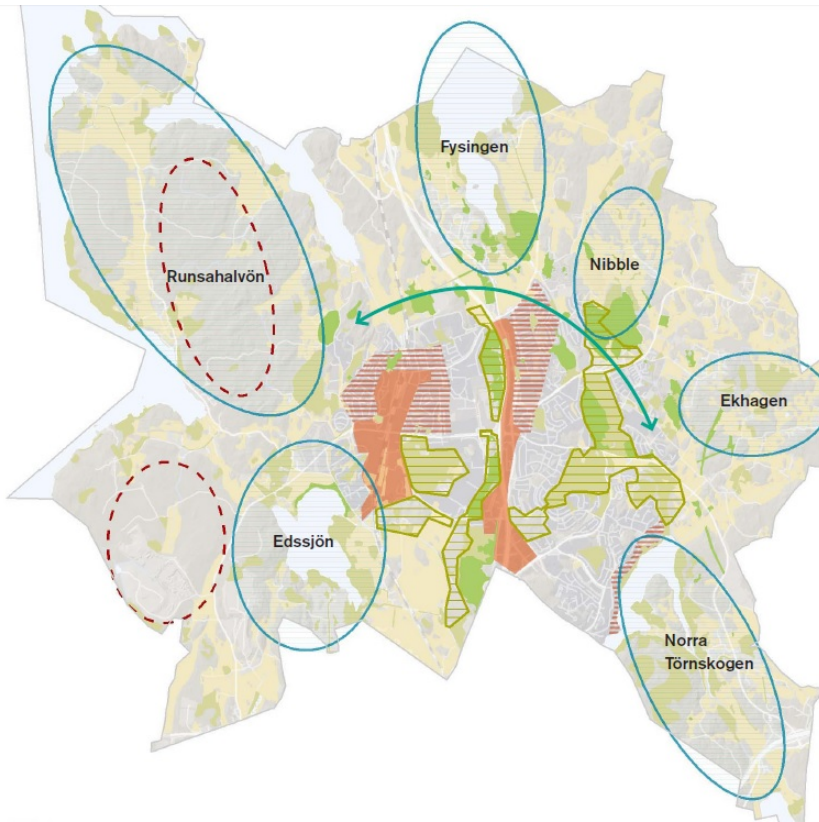 Fysingen
Nibble
Runsahalvön
Ekhagen
Edssjön
Norra
Törnskogen